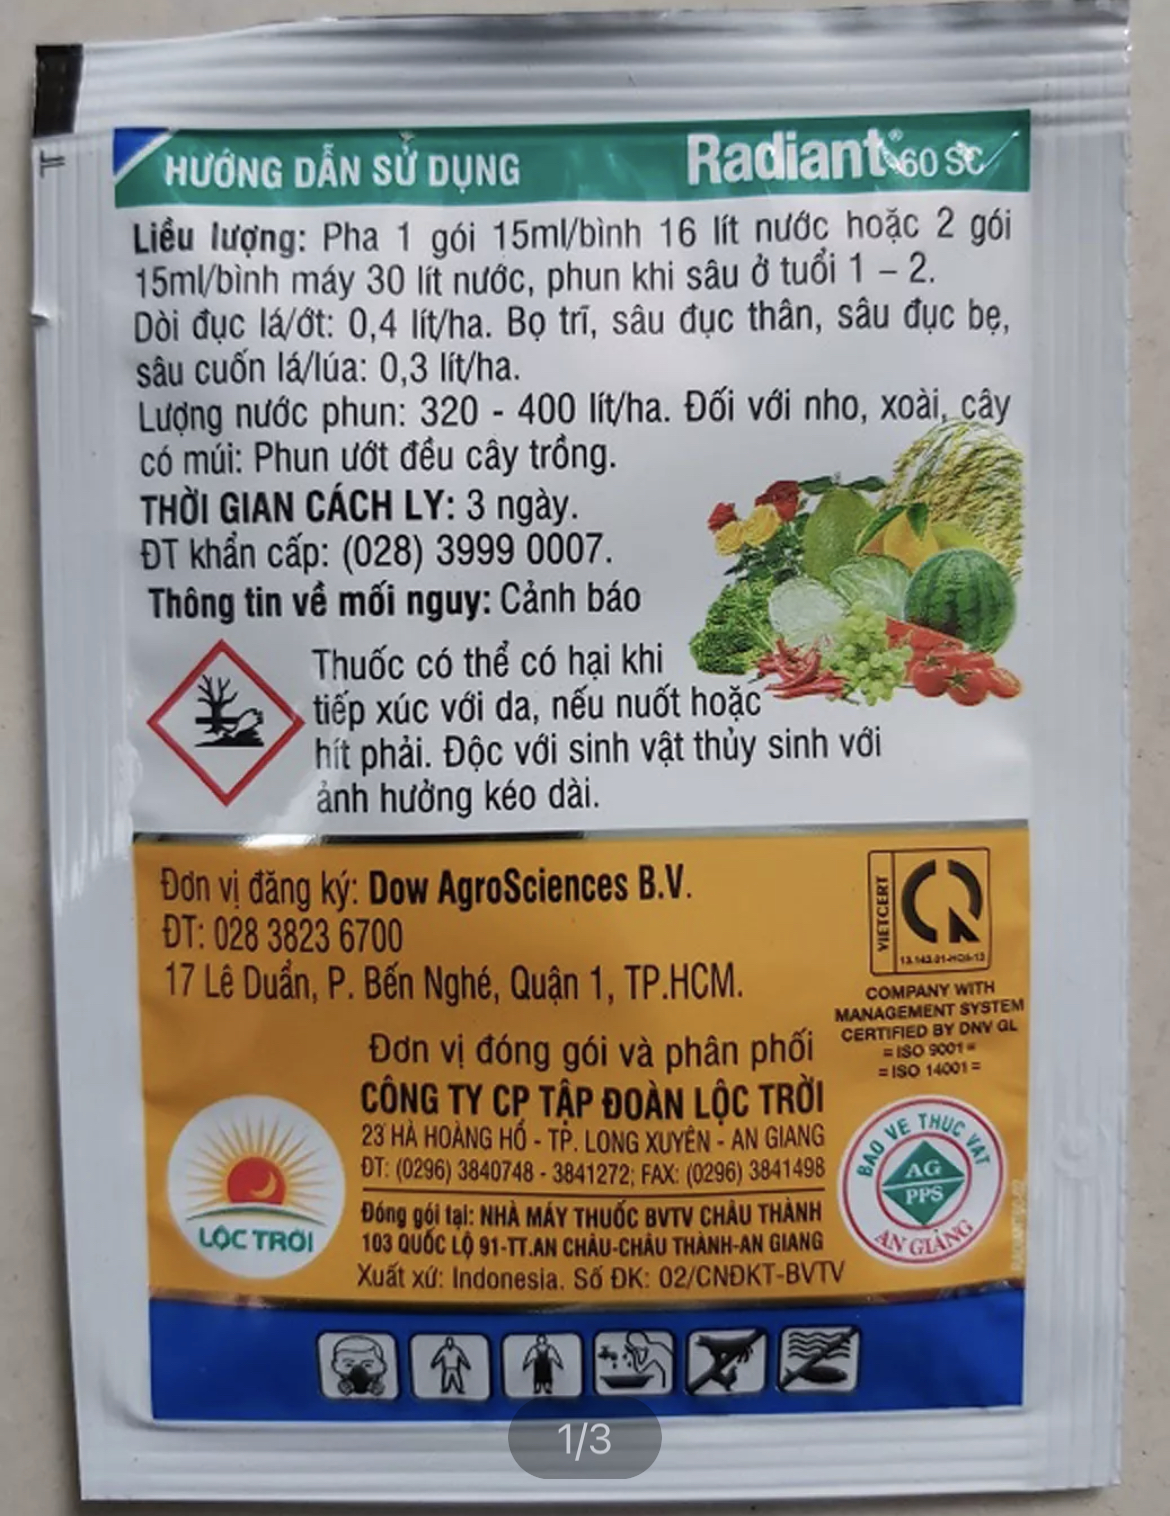 HƯỚNG DẪN SỬ DỤNG
Radiant® 60 SC
Liều lượng: Pha 1 gói 15ml/bình 16 lít nước hoặc 2 gói
15ml/bình máy 30 lít nước, phun khi sâu ở tuổi 1 – 2.
Dòi đục lá/ớt: 0,4 lít/ha. Bọ trĩ, sâu đục thân, sâu đục bẹ,
sâu cuốn lá/lúa: 0,3 lít/ha.
Lượng nước phun: 320 - 400 lít/ha. Đối với nho, xoài, cây
có múi: Phun ướt đều cây trồng.
THỜI GIAN CÁCH LY: 3 ngày.
ĐT khẩn cấp: (028) 3999 0007.
Thông tin về mối nguy: Cảnh báo
Thuốc có thể có hại khi
tiếp xúc với da, nếu nuốt hoặc
hít phải. Độc với sinh vật thủy sinh với
ảnh hưởng kéo dài.
Đơn vị đăng ký: Dow AgroSciences B.V.
ĐT: 028 3823 6700
17 Lê Duẩn, P. Bến Nghé, Quận 1, TP.HCM.
VIETCERT
COMPANY WITH
MANAGEMENT SYSTEM
CERTIFIED BY DNV GL
= ISO 9001 =
= ISO 14001 =
Đơn vị đóng gói và phân phối
CÔNG TY CP TẬP ĐOÀN LỘC TRỜI
23 HÀ HOÀNG HỔ - TP. LONG XUYÊN - AN GIANG
ĐT: (0296) 3840748 - 3841272; FAX: (0296) 3841498
Đóng gói tại: NHÀ MÁY THUỐC BVTV CHÂU THÀNH
103 QUỐC LỘ 91-TT.AN CHÂU-CHÂU THÀNH-AN GIANG
Xuất xứ: Indonesia. Số ĐK: 02/CNĐKT-BVTV
LỘC TRỜI
BẢO VỆ THỰC VẬT
AG
PPS
AN GIANG
1/3